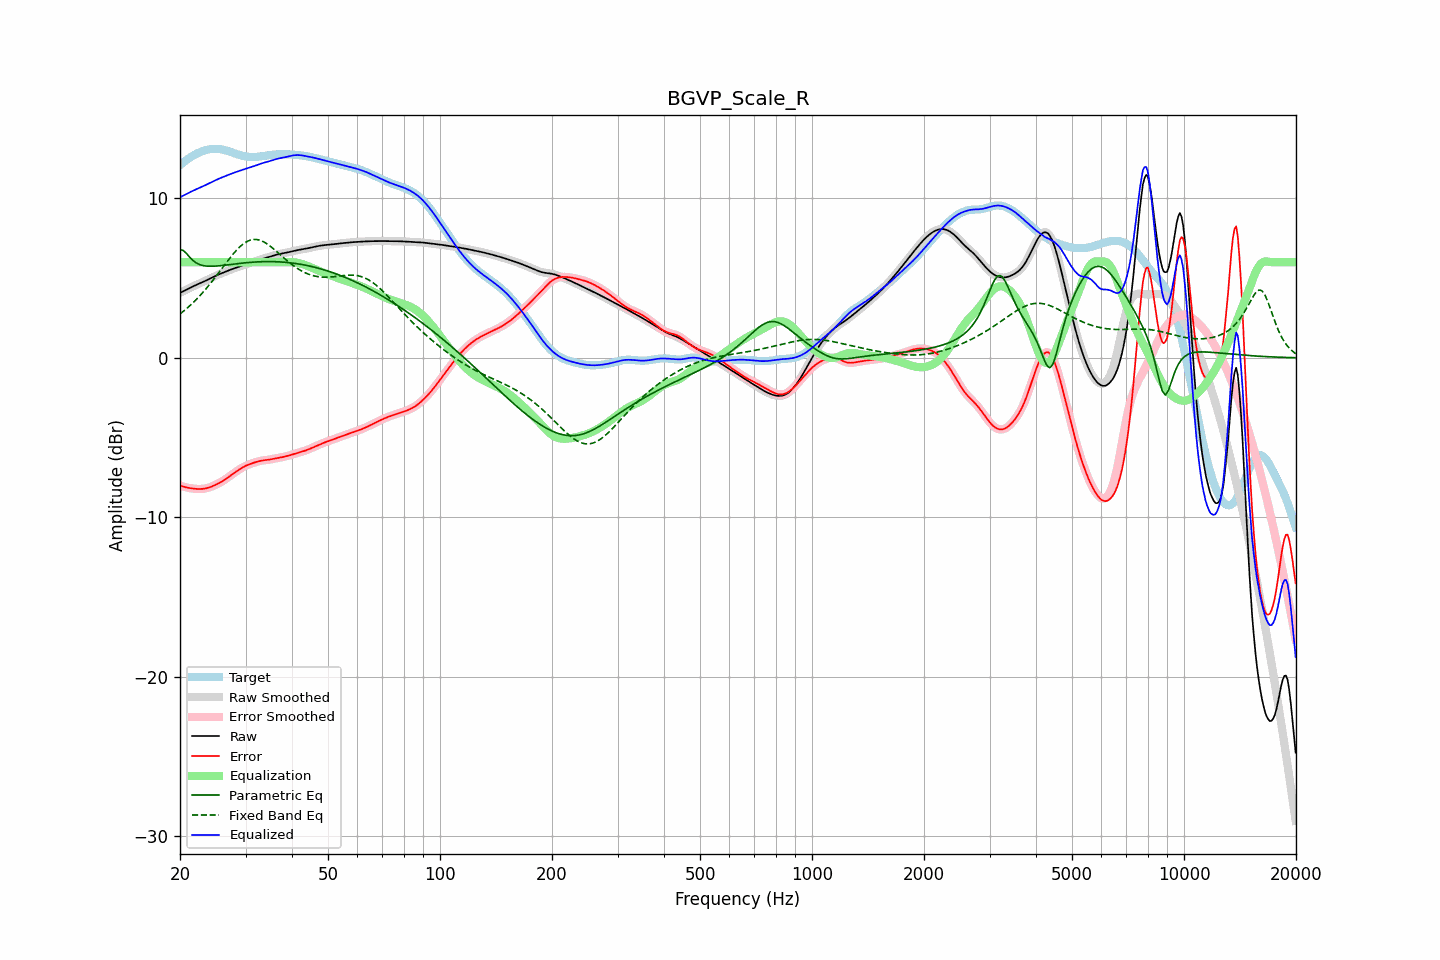 BGVP_Scale_R
Amplitude (dBr)
10
0
−10
−20
−30
Target
Raw Smoothed
Error Smoothed
Raw
Error
Equalization
Parametric Eq
Fixed Band Eq
Equalized
20 50 100 200 500 1000 2000 5000 10000 20000
Frequency (Hz)